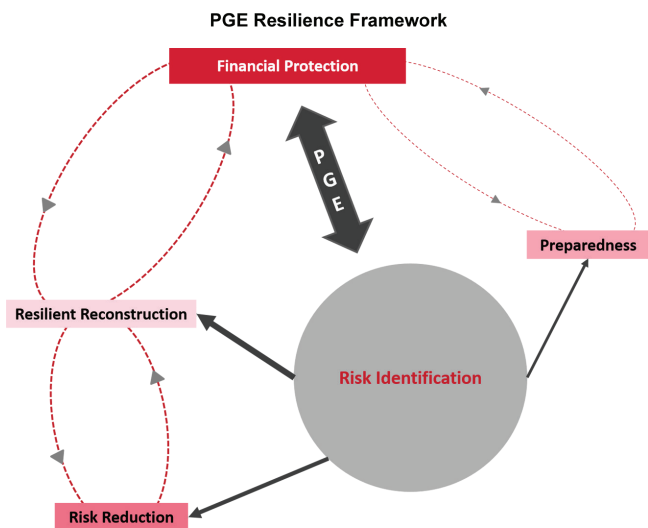 PGE Resilience Framework
Financial Protection
P
G
E
Preparedness
Resilient Reconstruction
Risk Identification
Risk Reduction